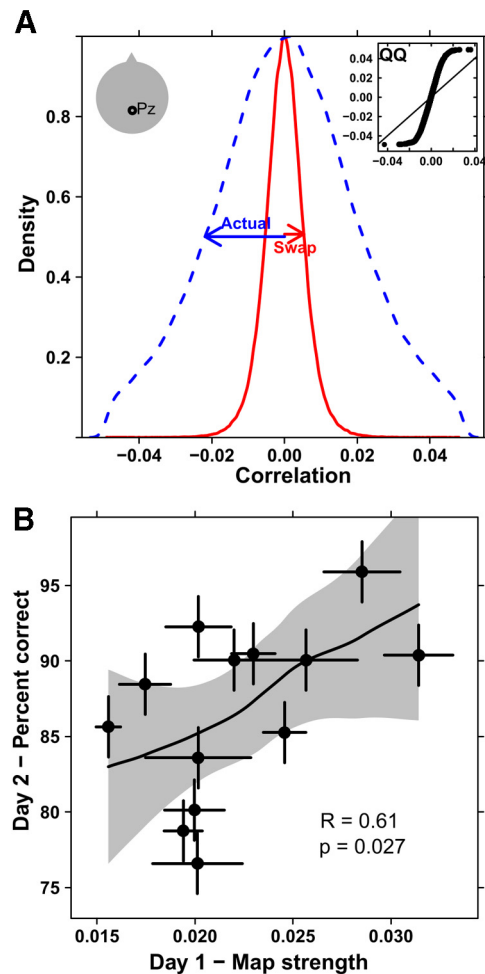 A
QQ
0.04
0.02
0.00
−0.02
−0.04
−0.04 0.00 0.04
Pz
0.8
0.6
0.4
0.2
Density
Actual
Swap
−0.04 −0.02 0.00 0.02 0.04
Correlation
B
95
90
85
80
75
Day 2 − Percent correct
R = 0.61
p = 0.027
0.015 0.020 0.025 0.030
Day 1 − Map strength